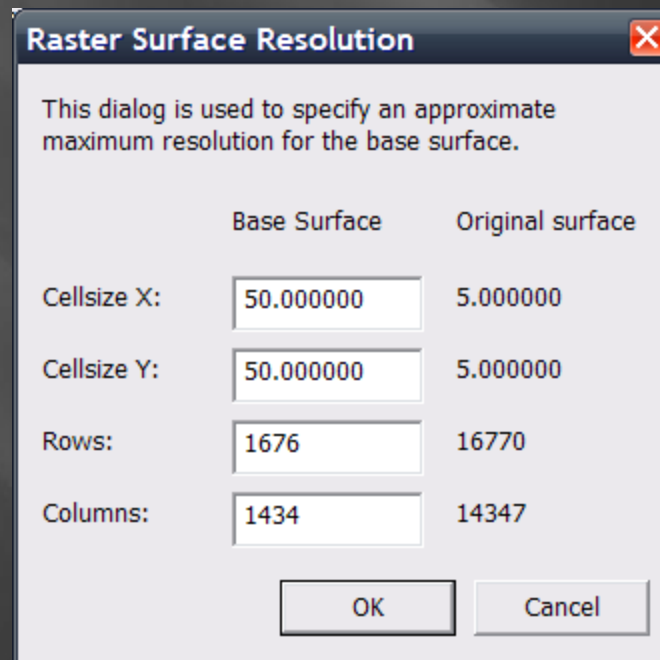 Raster Surface Resolution
This dialog is used to specify an approximate
maximum resolution for the base surface.
Base Surface Original surface
Cellsize X: 50.000000 5.000000
Cellsize Y: 50.000000 5.000000
Rows: 1676 16770
Columns: 1434 14347
OK Cancel